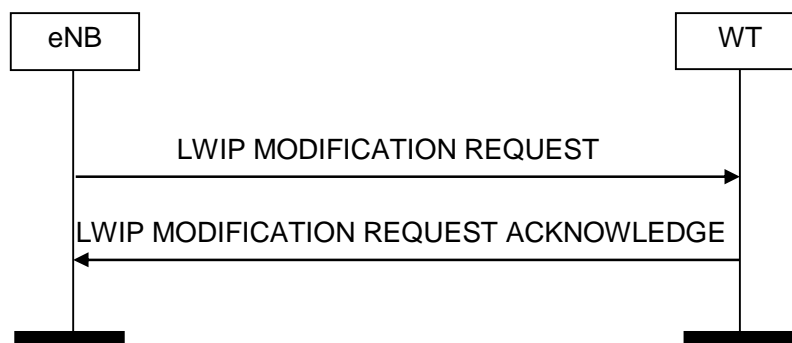 eNB
WT
LWIP MODIFICATION REQUEST
LWIP MODIFICATION REQUEST ACKNOWLEDGE